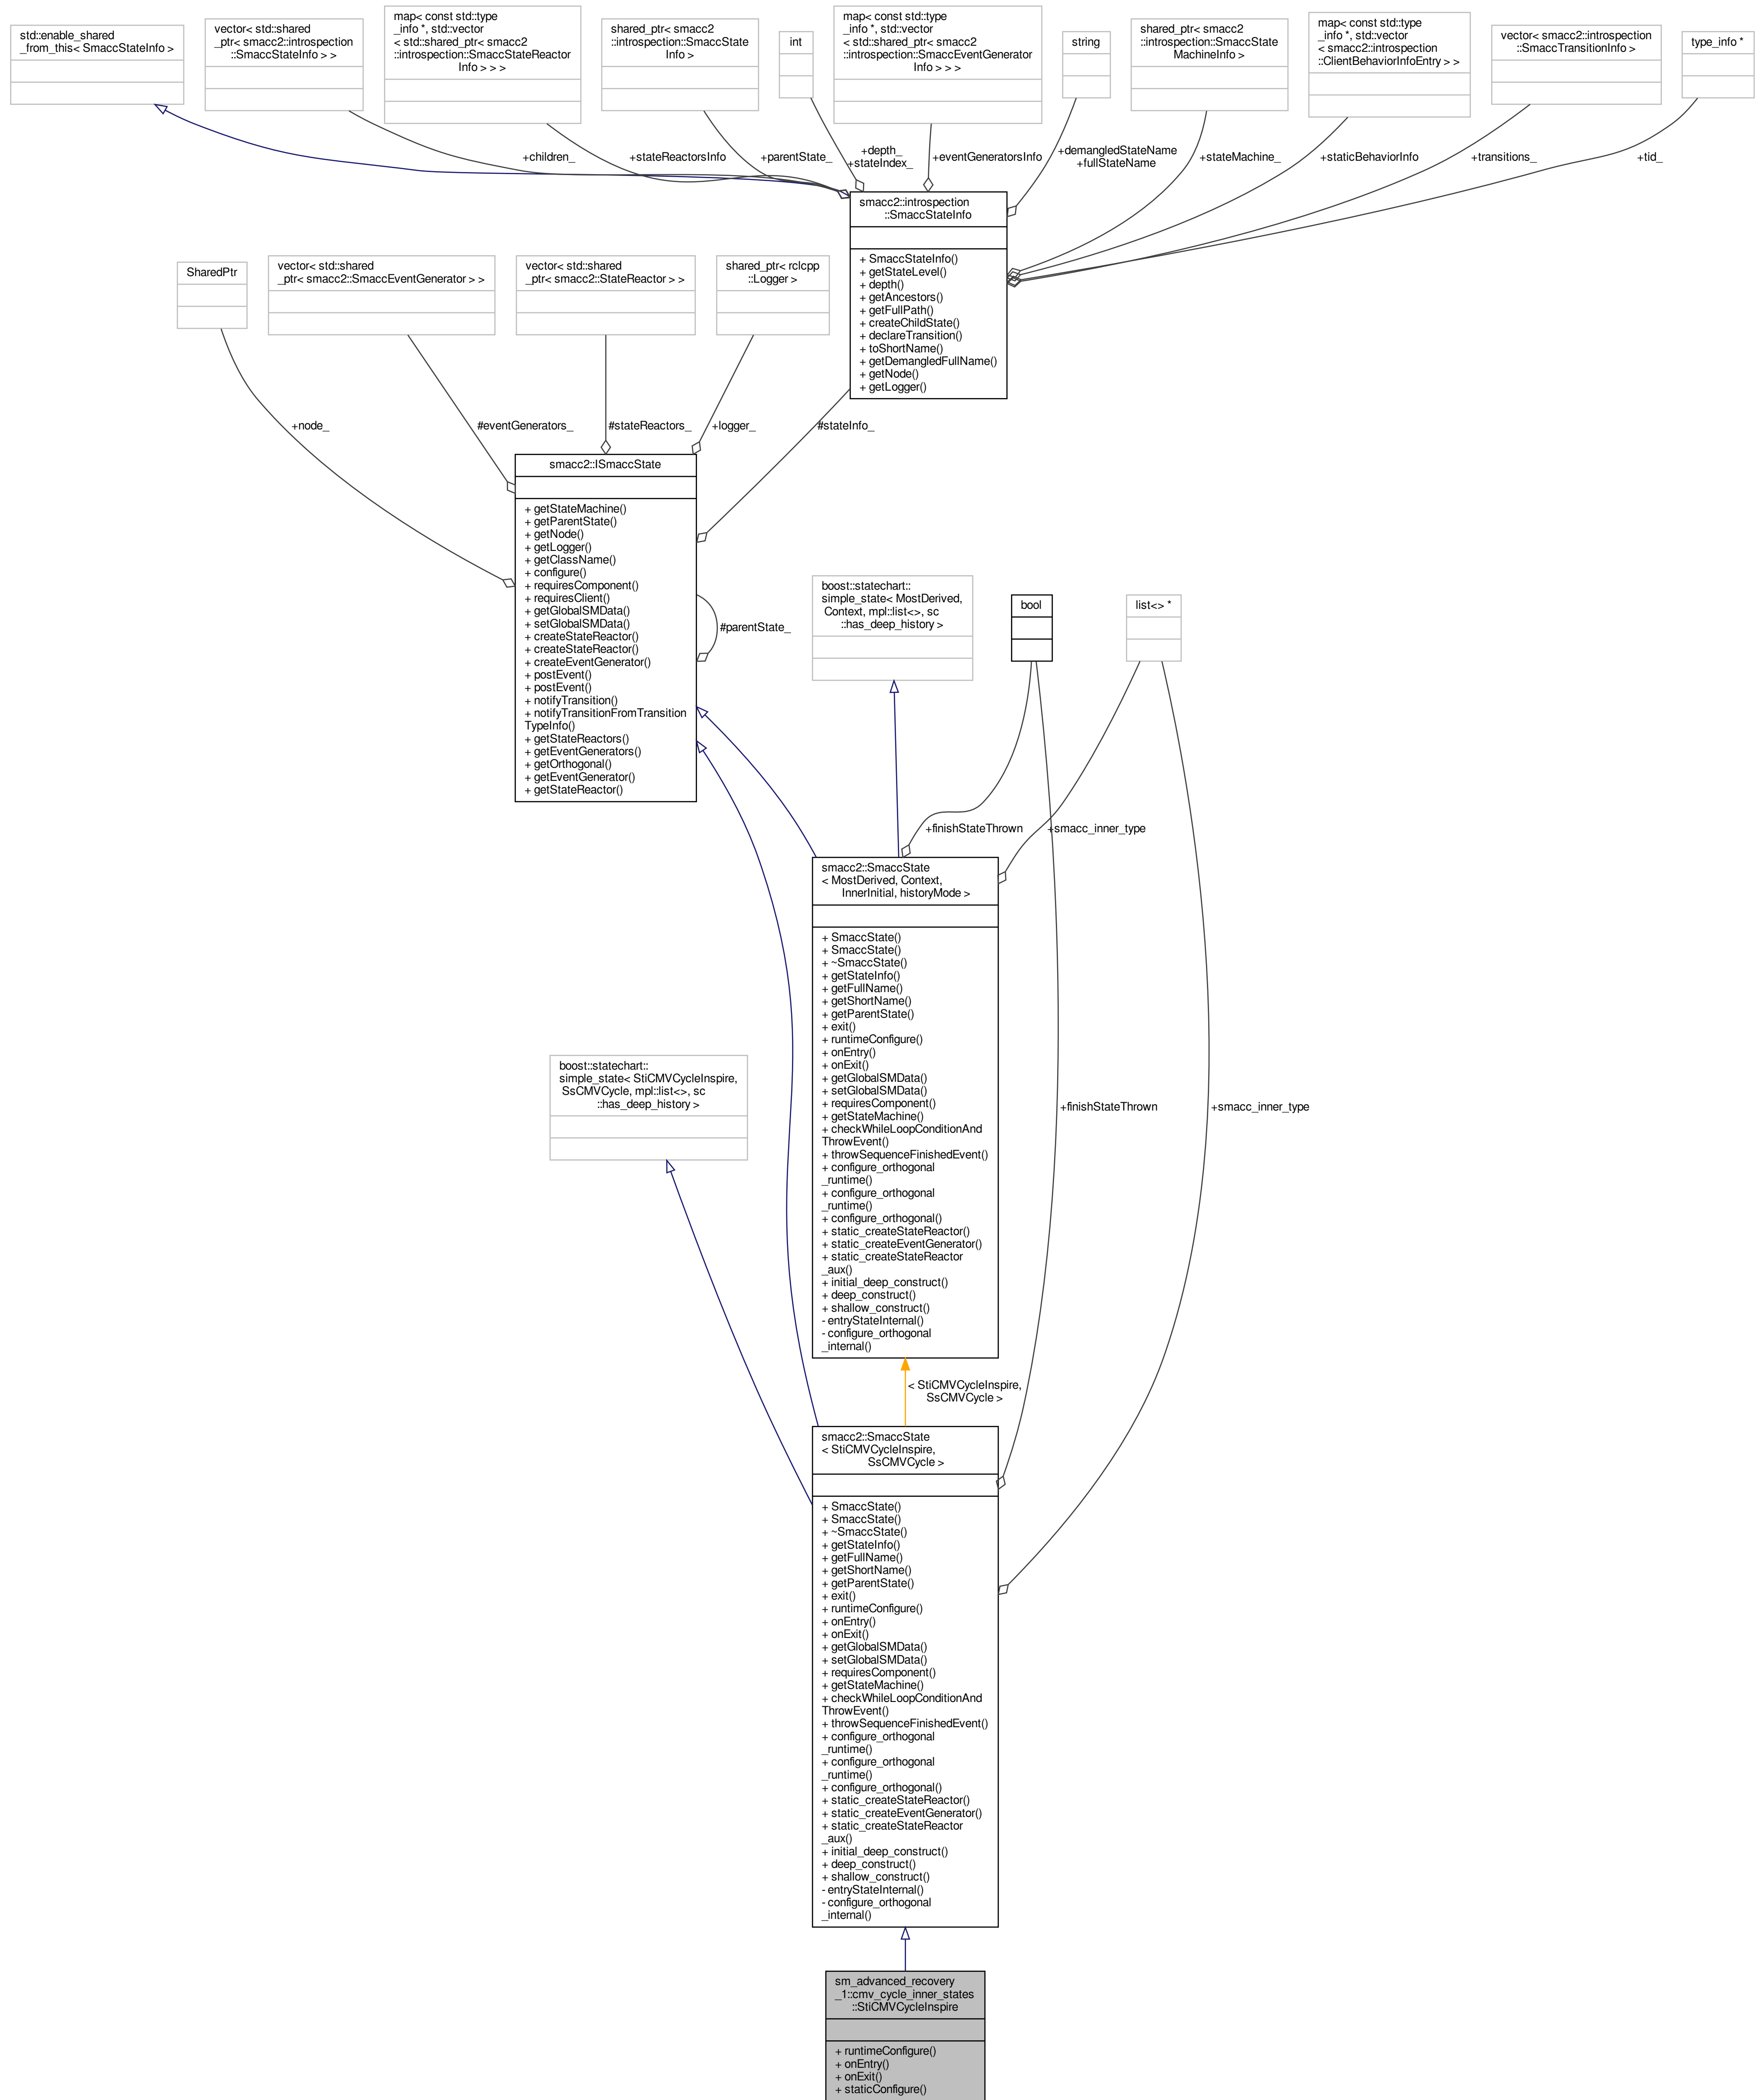 std::enable_shared
_from_this< SmaccStateInfo >
vector< std::shared
_ptr< smacc2::introspection
::SmaccStateInfo > >
map< const std::type
_info *, std::vector
< std::shared_ptr< smacc2
::introspection::SmaccStateReactor
Info > > >
shared_ptr< smacc2
::introspection::SmaccState
Info >
int
map< const std::type
_info *, std::vector
< std::shared_ptr< smacc2
::introspection::SmaccEventGenerator
Info > > >
string
shared_ptr< smacc2
::introspection::SmaccState
MachineInfo >
map< const std::type
_info *, std::vector
< smacc2::introspection
::ClientBehaviorInfoEntry > >
vector< smacc2::introspection
::SmaccTransitionInfo >
type_info *
+children_
+stateReactorsInfo
+parentState_
+depth_
+stateIndex_
+eventGeneratorsInfo
+demangledStateName
+fullStateName
+stateMachine_
+staticBehaviorInfo
+transitions_
+tid_
smacc2::introspection
::SmaccStateInfo
+ SmaccStateInfo()
+ getStateLevel()
+ depth()
+ getAncestors()
+ getFullPath()
+ createChildState()
+ declareTransition()
+ toShortName()
+ getDemangledFullName()
+ getNode()
+ getLogger()
SharedPtr
vector< std::shared
_ptr< smacc2::SmaccEventGenerator > >
vector< std::shared
_ptr< smacc2::StateReactor > >
shared_ptr< rclcpp
::Logger >
+node_
#eventGenerators_
#stateReactors_
+logger_
#stateInfo_
smacc2::ISmaccState
+ getStateMachine()
+ getParentState()
+ getNode()
+ getLogger()
+ getClassName()
+ configure()
+ requiresComponent()
+ requiresClient()
+ getGlobalSMData()
+ setGlobalSMData()
+ createStateReactor()
+ createStateReactor()
+ createEventGenerator()
+ postEvent()
+ postEvent()
+ notifyTransition()
+ notifyTransitionFromTransition
TypeInfo()
+ getStateReactors()
+ getEventGenerators()
+ getOrthogonal()
+ getEventGenerator()
+ getStateReactor()
#parentState_
boost::statechart::
simple_state< MostDerived,
Context, mpl::list<>, sc
::has_deep_history >
bool
list<> *
+finishStateThrown
+smacc_inner_type
smacc2::SmaccState
< MostDerived, Context,
InnerInitial, historyMode >
+ SmaccState()
+ SmaccState()
+ ~SmaccState()
+ getStateInfo()
+ getFullName()
+ getShortName()
+ getParentState()
+ exit()
+ runtimeConfigure()
+ onEntry()
+ onExit()
+ getGlobalSMData()
+ setGlobalSMData()
+ requiresComponent()
+ getStateMachine()
+ checkWhileLoopConditionAnd
ThrowEvent()
+ throwSequenceFinishedEvent()
+ configure_orthogonal
_runtime()
+ configure_orthogonal
_runtime()
+ configure_orthogonal()
+ static_createStateReactor()
+ static_createEventGenerator()
+ static_createStateReactor
_aux()
+ initial_deep_construct()
+ deep_construct()
+ shallow_construct()
- entryStateInternal()
- configure_orthogonal
_internal()
boost::statechart::
simple_state< StiCMVCycleInspire,
SsCMVCycle, mpl::list<>, sc
::has_deep_history >
+finishStateThrown
+smacc_inner_type
< StiCMVCycleInspire,
SsCMVCycle >
smacc2::SmaccState
< StiCMVCycleInspire,
SsCMVCycle >
+ SmaccState()
+ SmaccState()
+ ~SmaccState()
+ getStateInfo()
+ getFullName()
+ getShortName()
+ getParentState()
+ exit()
+ runtimeConfigure()
+ onEntry()
+ onExit()
+ getGlobalSMData()
+ setGlobalSMData()
+ requiresComponent()
+ getStateMachine()
+ checkWhileLoopConditionAnd
ThrowEvent()
+ throwSequenceFinishedEvent()
+ configure_orthogonal
_runtime()
+ configure_orthogonal
_runtime()
+ configure_orthogonal()
+ static_createStateReactor()
+ static_createEventGenerator()
+ static_createStateReactor
_aux()
+ initial_deep_construct()
+ deep_construct()
+ shallow_construct()
- entryStateInternal()
- configure_orthogonal
_internal()
sm_advanced_recovery
_1::cmv_cycle_inner_states
::StiCMVCycleInspire
+ runtimeConfigure()
+ onEntry()
+ onExit()
+ staticConfigure()